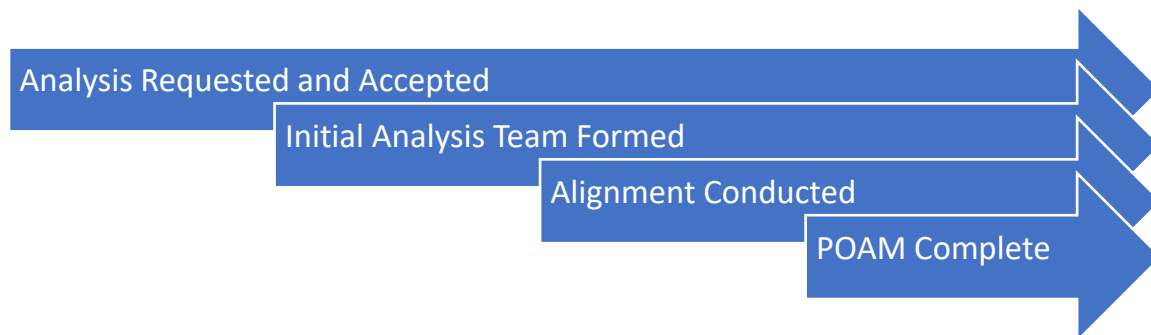 Analysis Requested and Accepted
Initial Analysis Team Formed
Alignment Conducted
POAM Complete